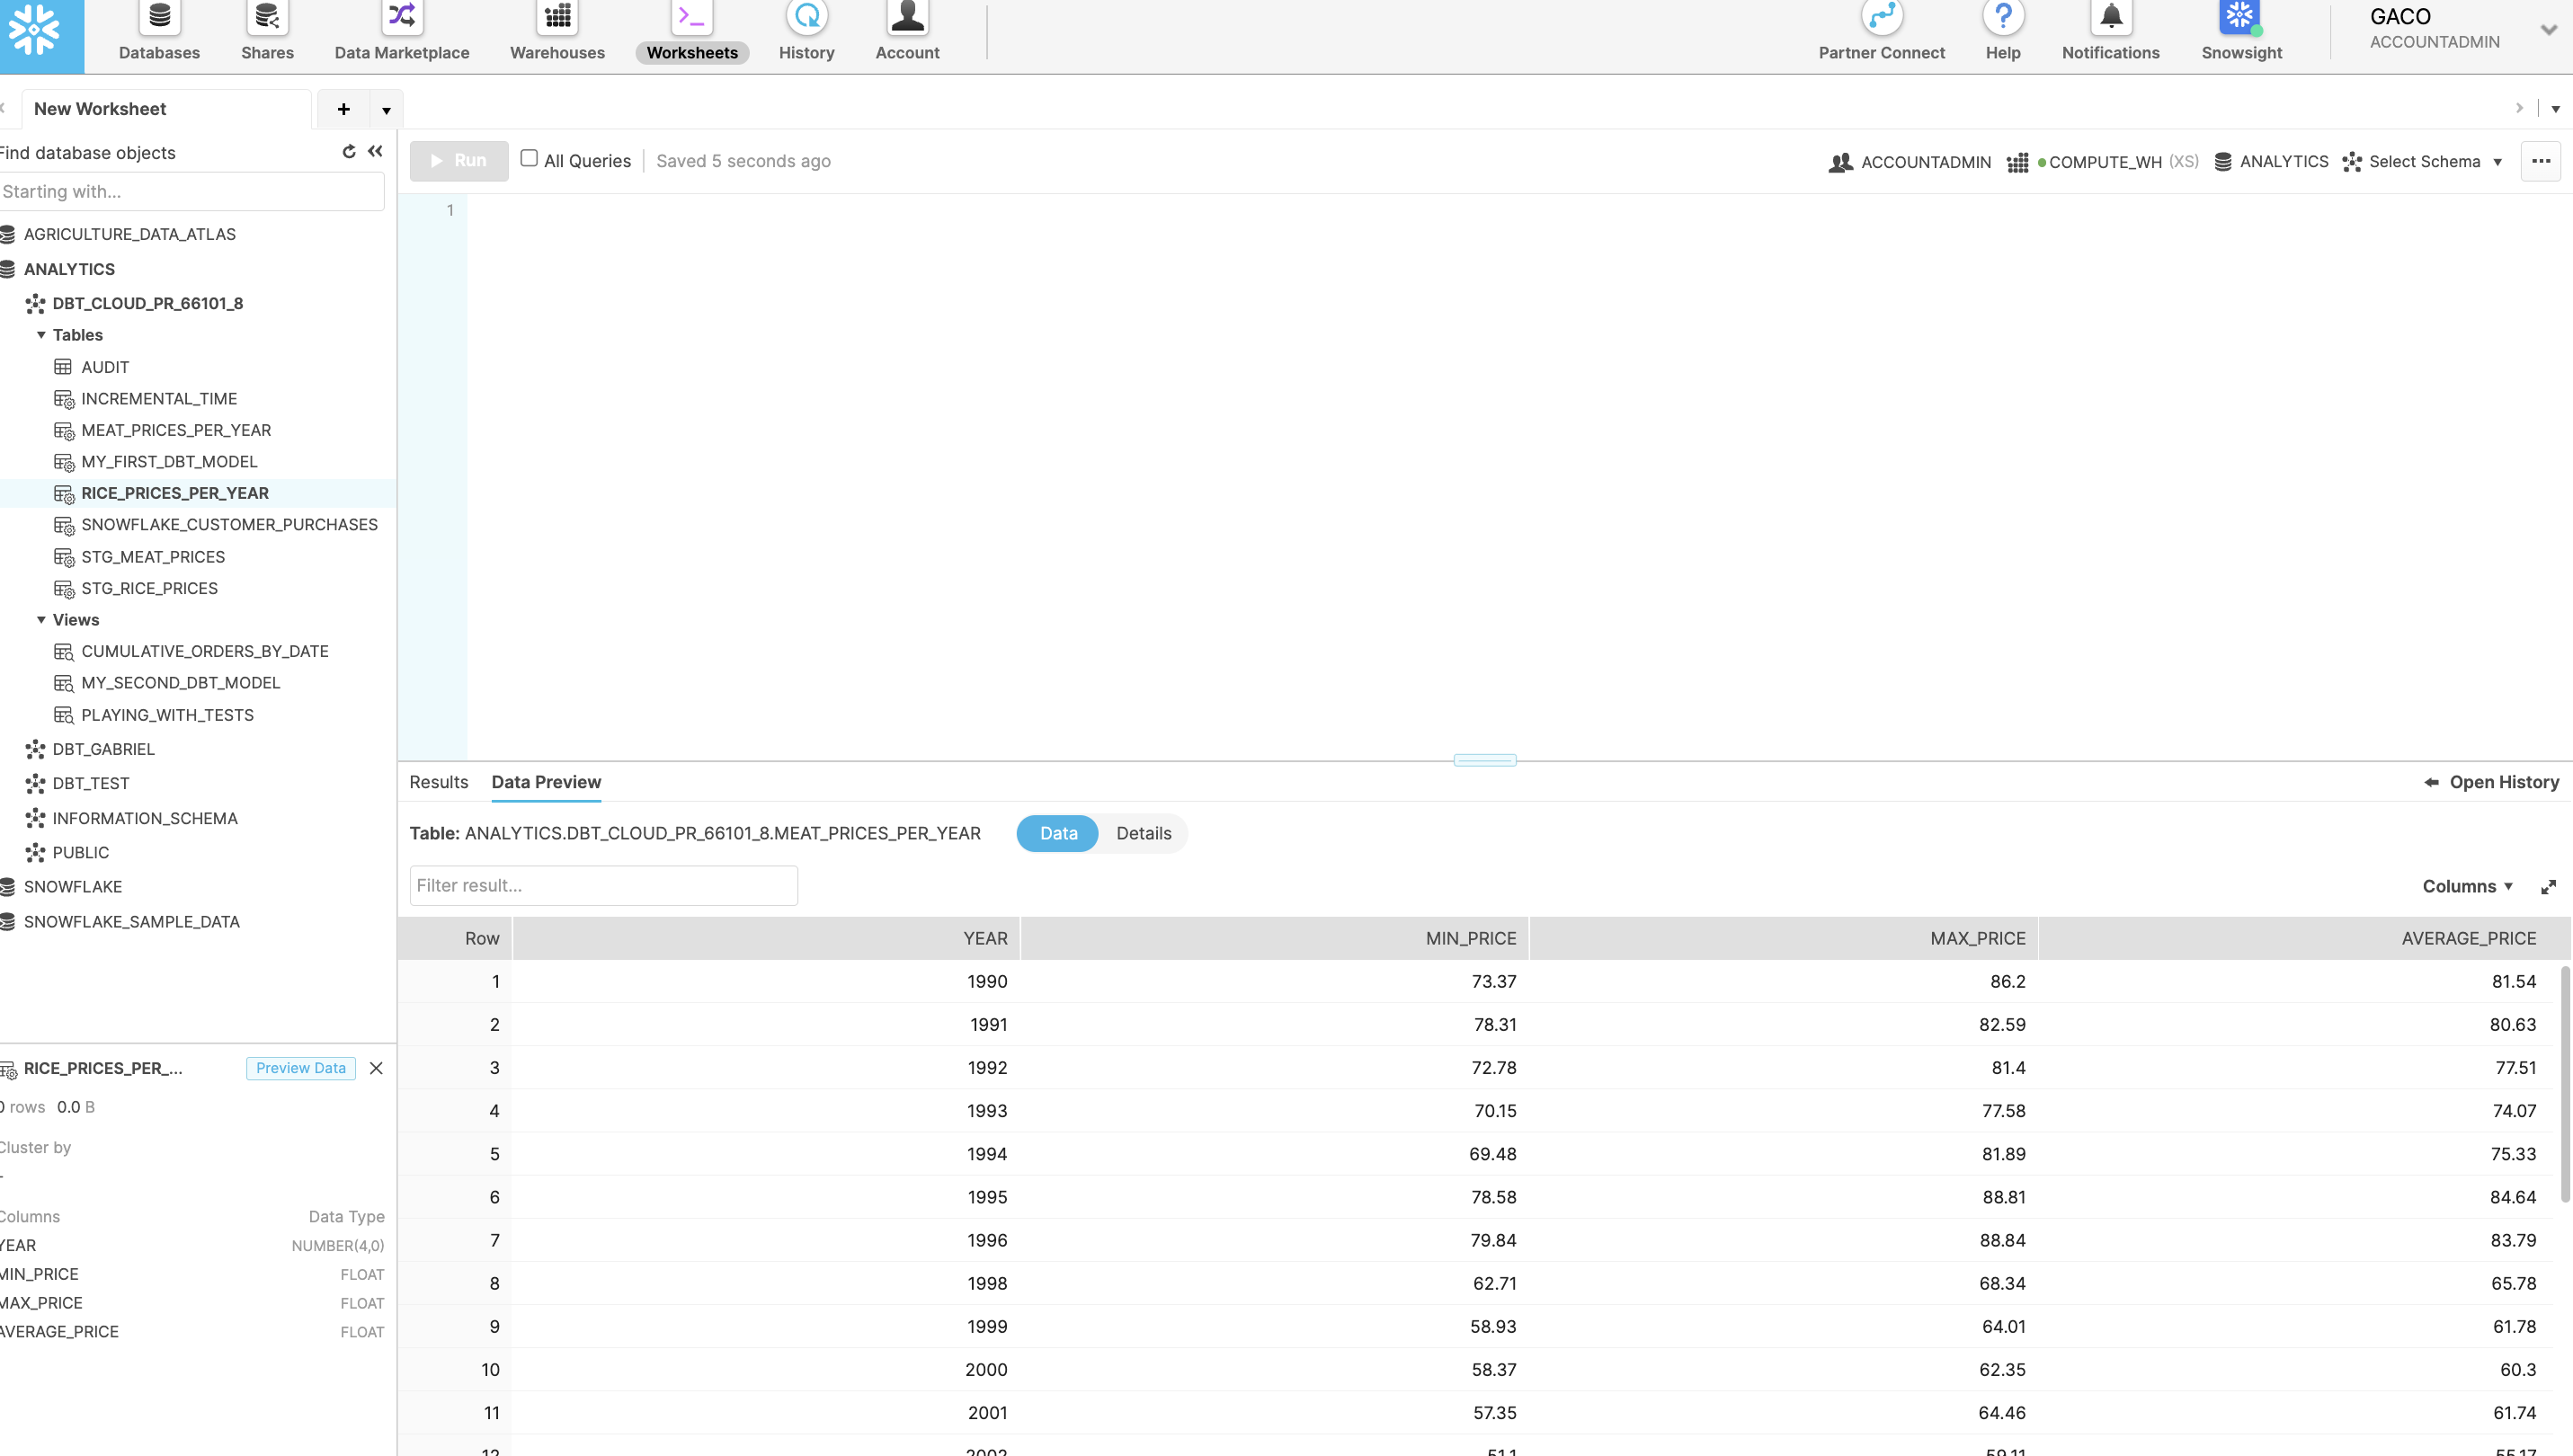 Databases Shares Data Marketplace Warehouses Worksheets History Account Partner Connect Help Notifications Snowsight GACO
ACCOUNTADMIN
New Worksheet + 
Find database objects
Starting with...
AGRICULTURE_DATA_ATLAS
ANALYTICS
DBT_CLOUD_PR_66101_8
Tables
AUDIT
INCREMENTAL_TIME
MEAT_PRICES_PER_YEAR
MY_FIRST_DBT_MODEL
RICE_PRICES_PER_YEAR
SNOWFLAKE_CUSTOMER_PURCHASES
STG_MEAT_PRICES
STG_RICE_PRICES
Views
CUMULATIVE_ORDERS_BY_DATE
MY_SECOND_DBT_MODEL
PLAYING_WITH_TESTS
DBT_GABRIEL
DBT_TEST
INFORMATION_SCHEMA
PUBLIC
SNOWFLAKE
SNOWFLAKE_SAMPLE_DATA
RICE_PRICES_PER_... Preview Data
0 rows 0.0 B
Cluster by
-
Columns Data Type
YEAR NUMBER(4,0)
MIN_PRICE FLOAT
MAX_PRICE FLOAT
AVERAGE_PRICE FLOAT
Run All Queries Saved 5 seconds ago ACCOUNTADMIN COMPUTE_WH (XS) ANALYTICS Select Schema ...
1
Results Data Preview Open History
Table: ANALYTICS.DBT_CLOUD_PR_66101_8.MEAT_PRICES_PER_YEAR Data Details
Filter result... Columns
Row YEAR MIN_PRICE MAX_PRICE AVERAGE_PRICE
1 1990 73.37 86.2 81.54
2 1991 78.31 82.59 80.63
3 1992 72.78 81.4 77.51
4 1993 70.15 77.58 74.07
5 1994 69.48 81.89 75.33
6 1995 78.58 88.81 84.64
7 1996 79.84 88.84 83.79
8 1998 62.71 68.34 65.78
9 1999 58.93 64.01 61.78
10 2000 58.37 62.35 60.3
11 2001 57.35 64.46 61.74
12 2002 51.1 59.11 55.17